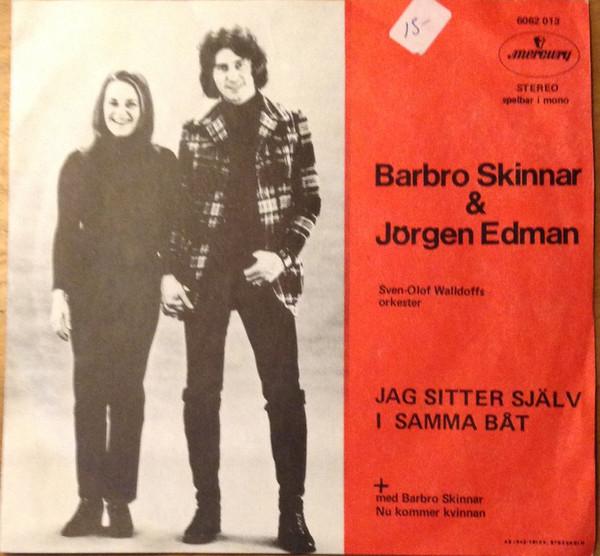 15-
6062 013
mercury
STEREO
spelbar i mono
Barbro Skinnar
&
Jörgen Edman
Sven-Olof Walldoffs
orkester
JAG SITTER SJÄLV
I SAMMA BÅT
+
med Barbro Skinnar
Nu kommer kvinnan
STOCKHOLM